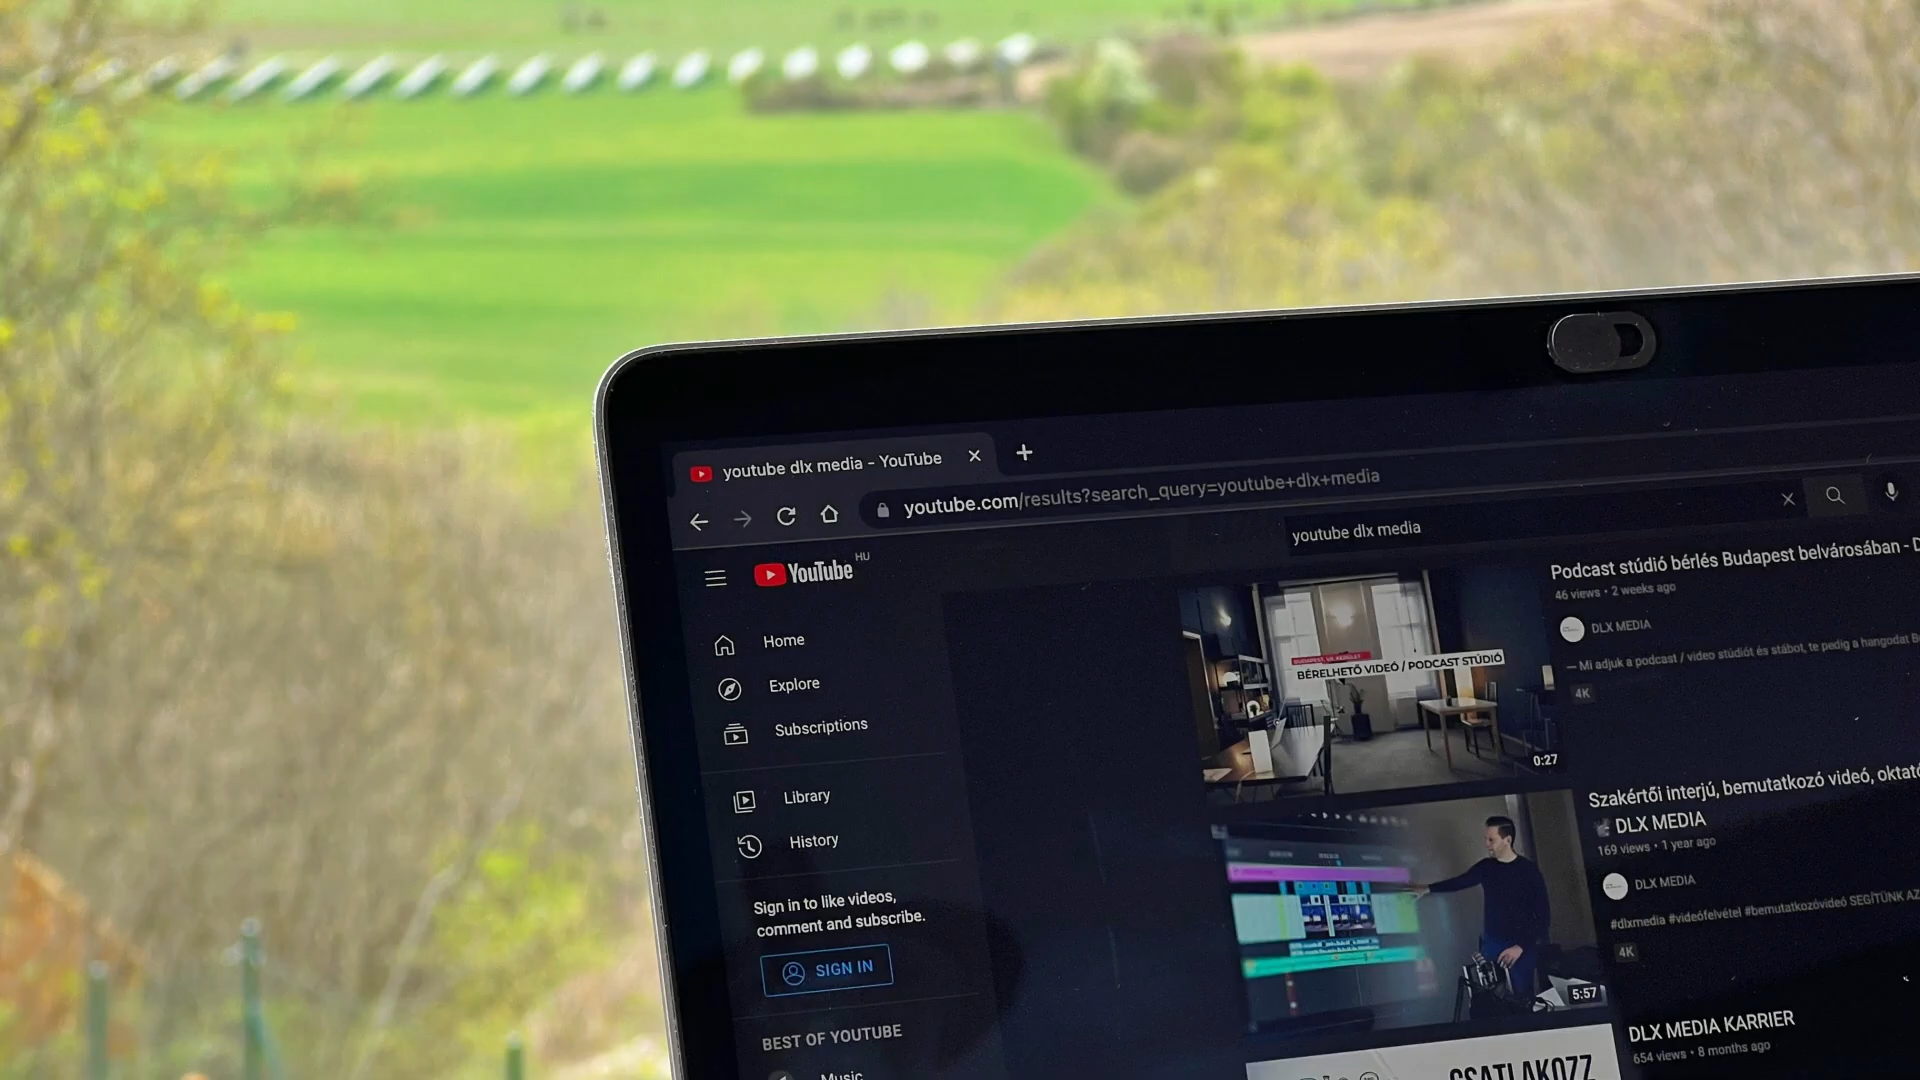 youtube dlx media - YouTube
youtube.com/results?search_query=youtube+dlx+media
youtube dlx media
YouTube HU
Home
Explore
Subscriptions
Library
History
Sign in to like videos,
comment and subscribe.
SIGN IN
BEST OF YOUTUBE
Music
BUDAPEST, VII. KERÜLET
BÉRELHETŐ VIDEÓ / PODCAST STÚDIÓ
0:27
Podcast stúdió bérlés Budapest belvárosában - D
46 views • 2 weeks ago
DLX MEDIA
— Mi adjuk a podcast / video stúdiót és stábot, te pedig a hangodat
4K
5:57
Szakértői interjú, bemutatkozó videó, oktató
DLX MEDIA
169 views • 1 year ago
DLX MEDIA
#dlxmedia #videófelvétel #bemutatkozóvideó SEGÍTÜNK AZ
4K
CSATLAKOZZ
DLX MEDIA KARRIER
654 views • 8 months ago